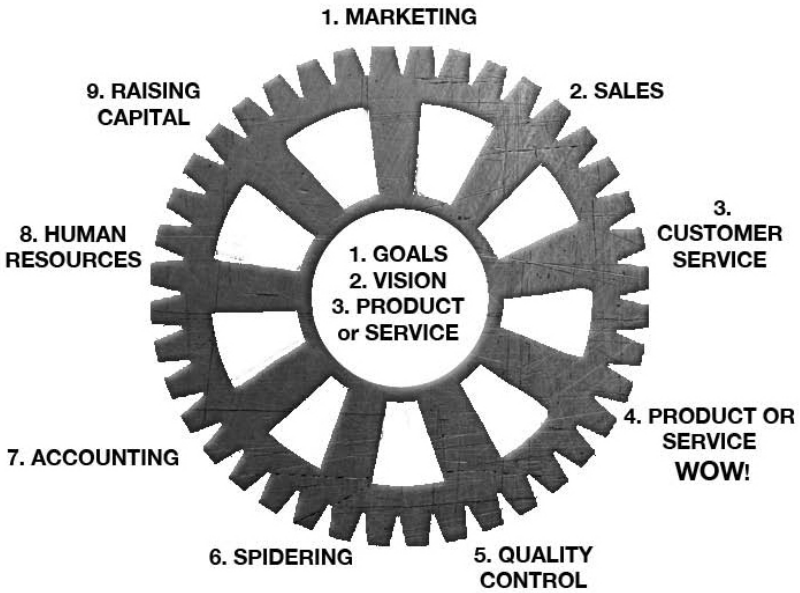 1. MARKETING
2. SALES
3.
CUSTOMER
SERVICE
4. PRODUCT OR
SERVICE
WOW!
5. QUALITY
CONTROL
6. SPIDERING
7. ACCOUNTING
8. HUMAN
RESOURCES
9. RAISING
CAPITAL
1. GOALS
2. VISION
3. PRODUCT
or SERVICE